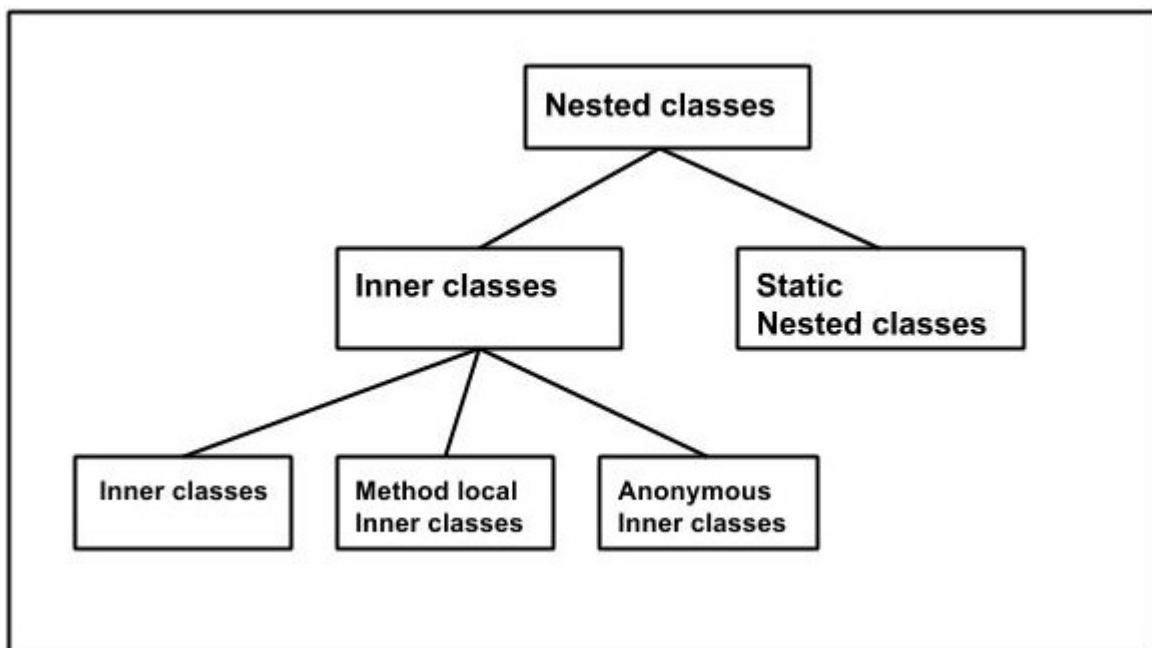 Nested classes
Inner classes
Static
Nested classes
Inner classes
Method local
Inner classes
Anonymous
Inner classes